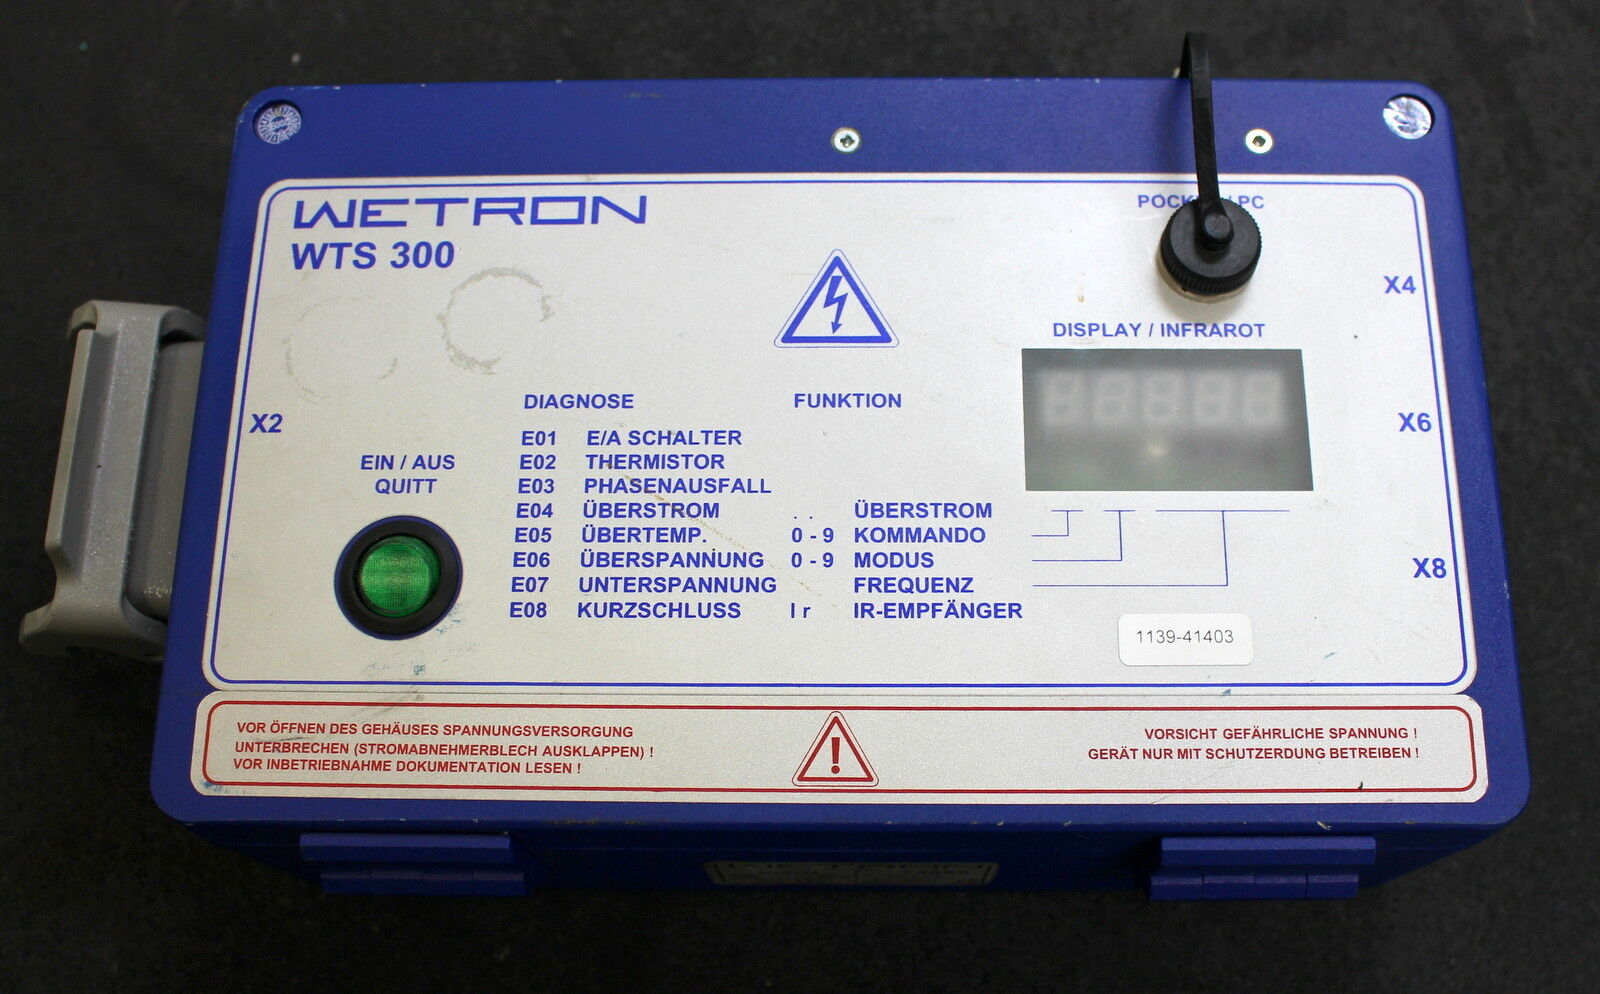 WETRON
WTS 300
PC
X4
DISPLAY / INFRAROT
X2
X6
X8
EIN / AUS
QUITT
DIAGNOSE FUNKTION
E01 E/A SCHALTER
E02 THERMISTOR
E03 PHASENAUSFALL
E04 ÜBERSTROM . . ÜBERSTROM
E05 ÜBERTEMP. 0 - 9 KOMMANDO
E06 ÜBERSPANNUNG 0 - 9 MODUS
E07 UNTERSPANNUNG FREQUENZ
E08 KURZSCHLUSS I r IR-EMPFÄNGER
1139-41403
VOR ÖFFNEN DES GEHÄUSES SPANNUNGSVERSORGUNG
UNTERBRECHEN (STROMABNEHMERBLECH AUSKLAPPEN) !
VOR INBETRIEBNAHME DOKUMENTATION LESEN !
!
VORSICHT GEFÄHRLICHE SPANNUNG !
GERÄT NUR MIT SCHUTZERDUNG BETREIBEN !